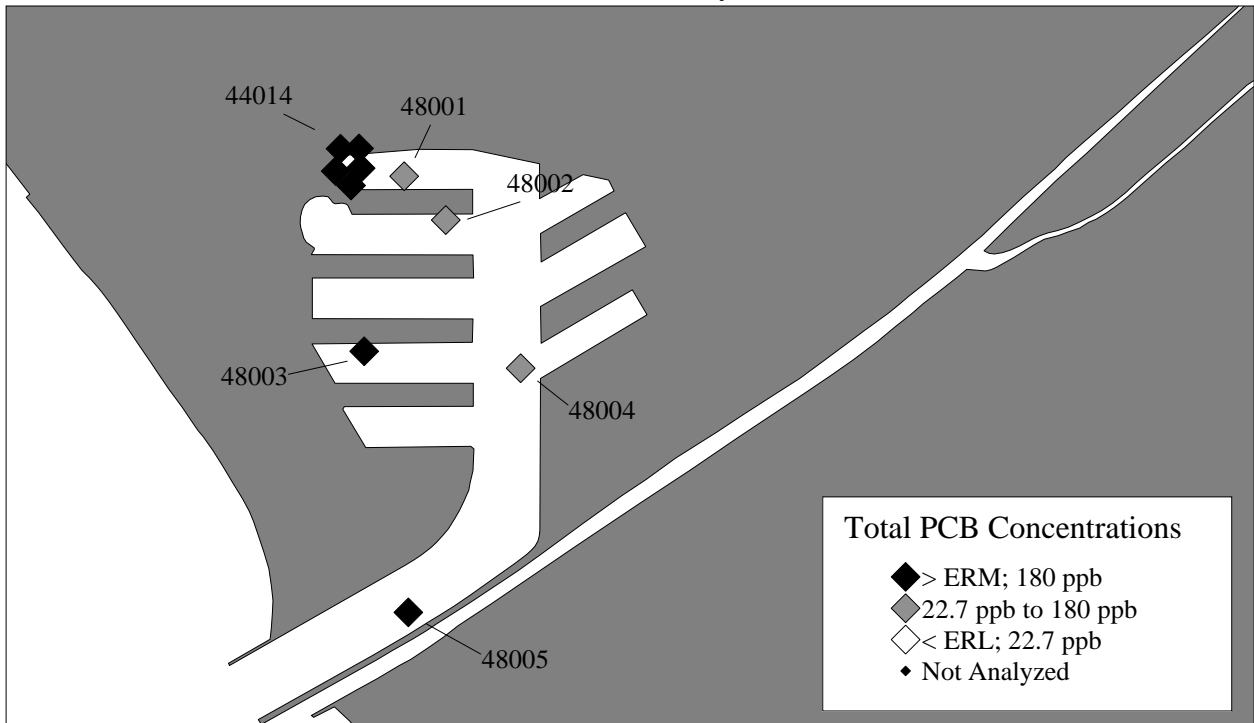 44014
48001
48002
48003
48004
48005
Total PCB Concentrations
> ERM; 180 ppb
22.7 ppb to 180 ppb
< ERL; 22.7 ppb
Not Analyzed